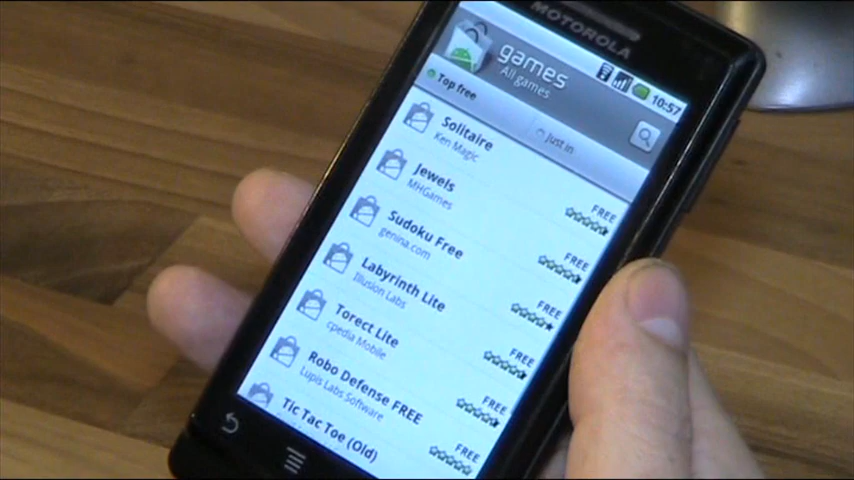 MOTOROLA
10:57
games
All games
Top free
Just in
Solitaire
Ken Magic
FREE
Jewels
MHGames
FREE
Sudoku Free
genina.com
FREE
Labyrinth Lite
Illusion Labs
FREE
Torect Lite
cpedia Mobile
FREE
Robo Defense FREE
Lupis Labs Software
FREE
Tic Tac Toe (Old)